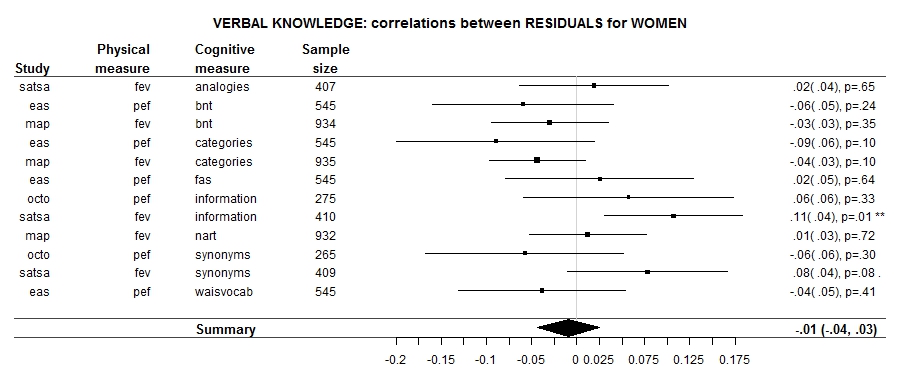 VERBAL KNOWLEDGE: correlations between RESIDUALS for WOMEN
Physical Cognitive Sample
Study measure measure size
satsa fev analogies 407 .02( .04), p=.65
eas pef bnt 545 -.06( .05), p=.24
map fev bnt 934 -.03( .03), p=.35
eas pef categories 545 -.09( .06), p=.10
map fev categories 935 -.04( .03), p=.10
eas pef fas 545 .02( .05), p=.64
octo pef information 275 .06( .06), p=.33
satsa fev information 410 .11( .04), p=.01 **
map fev nart 932 .01( .03), p=.72
octo pef synonyms 265 -.06( .06), p=.30
satsa fev synonyms 409 .08( .04), p=.08 .
eas pef waisvocab 545 -.04( .05), p=.41
Summary -.01 (-.04, .03)
-0.2 -0.15 -0.1 -0.05 0 0.025 0.075 0.125 0.175